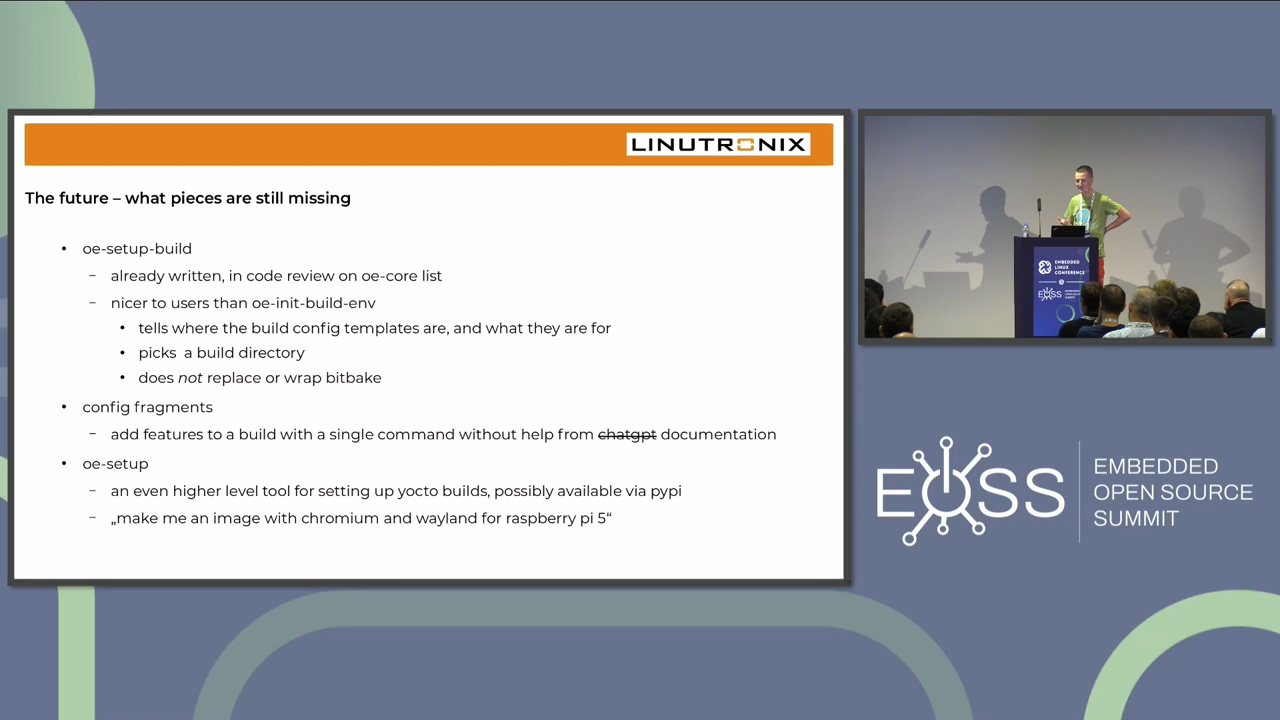 LINUTRONIX
The future – what pieces are still missing
• oe-setup-build
– already written, in code review on oe-core list
– nicer to users than oe-init-build-env
• tells where the build config templates are, and what they are for
• picks a build directory
• does not replace or wrap bitbake
• config fragments
– add features to a build with a single command without help from chatgpt documentation
• oe-setup
– an even higher level tool for setting up yocto builds, possibly available via pypi
– „make me an image with chromium and wayland for raspberry pi 5“
EMBEDDED
LINUX
CONFERENCE
EOSS
EOSS
EMBEDDED
OPEN SOURCE
SUMMIT